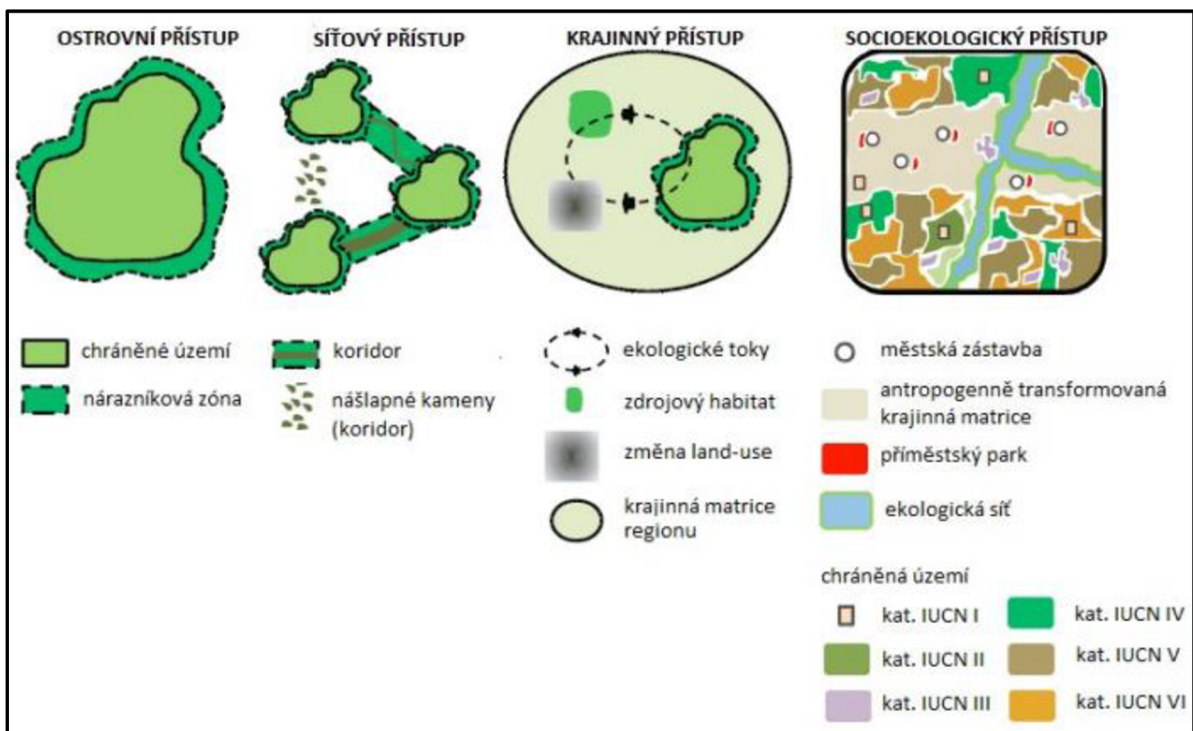 OSTROVNÍ PŘÍSTUP
SÍŤOVÝ PŘÍSTUP
KRAJINNÝ PŘÍSTUP
SOCIOEKOLOGICKÝ PŘÍSTUP
chráněné území
nárazníková zóna
koridor
nášlapné kameny
(koridor)
ekologické toky
zdrojový habitat
změna land-use
krajinná matrice
regionu
městská zástavba
antropogenně transformovaná
krajinná matrice
příměstský park
ekologická síť
chráněná území
kat. IUCN I
kat. IUCN IV
kat. IUCN II
kat. IUCN V
kat. IUCN III
kat. IUCN VI